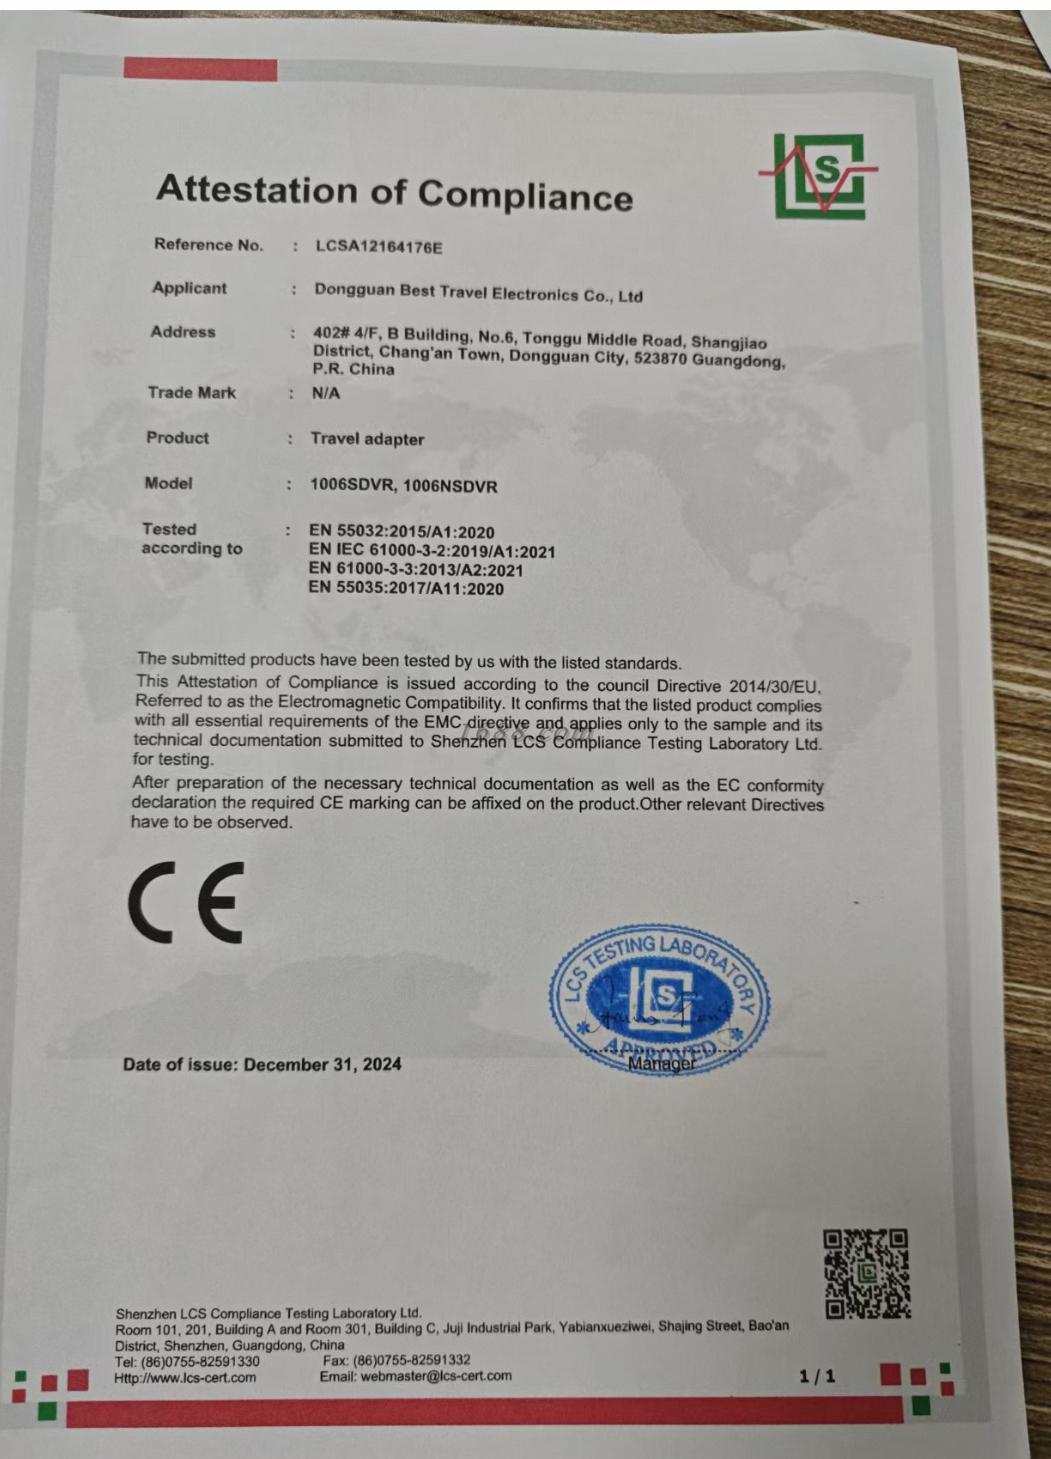 Attestation of Compliance
LCS
Reference No. : LCSA12164176E
Applicant : Dongguan Best Travel Electronics Co., Ltd
Address : 402# 4/F, B Building, No.6, Tonggu Middle Road, Shangjiao
District, Chang'an Town, Dongguan City, 523870 Guangdong,
P.R. China
Trade Mark : N/A
Product : Travel adapter
Model : 1006SDVR, 1006NSDVR
Tested : EN 55032:2015/A1:2020
according to EN IEC 61000-3-2:2019/A1:2021
EN 61000-3-3:2013/A2:2021
EN 55035:2017/A11:2020
The submitted products have been tested by us with the listed standards.
This Attestation of Compliance is issued according to the council Directive 2014/30/EU,
Referred to as the Electromagnetic Compatibility. It confirms that the listed product complies
with all essential requirements of the EMC directive and applies only to the sample and its
1688.com
technical documentation submitted to Shenzhen LCS Compliance Testing Laboratory Ltd.
for testing.
After preparation of the necessary technical documentation as well as the EC conformity
declaration the required CE marking can be affixed on the product.Other relevant Directives
have to be observed.
CE
LCS TESTING LABORATORY
LCS
APPROVED
Manager
Date of issue: December 31, 2024
Shenzhen LCS Compliance Testing Laboratory Ltd.
Room 101, 201, Building A and Room 301, Building C, Juji Industrial Park, Yabianxueziwei, Shajing Street, Bao'an
District, Shenzhen, Guangdong, China
Tel: (86)0755-82591330 Fax: (86)0755-82591332
Http://www.lcs-cert.com Email: webmaster@lcs-cert.com
1 / 1